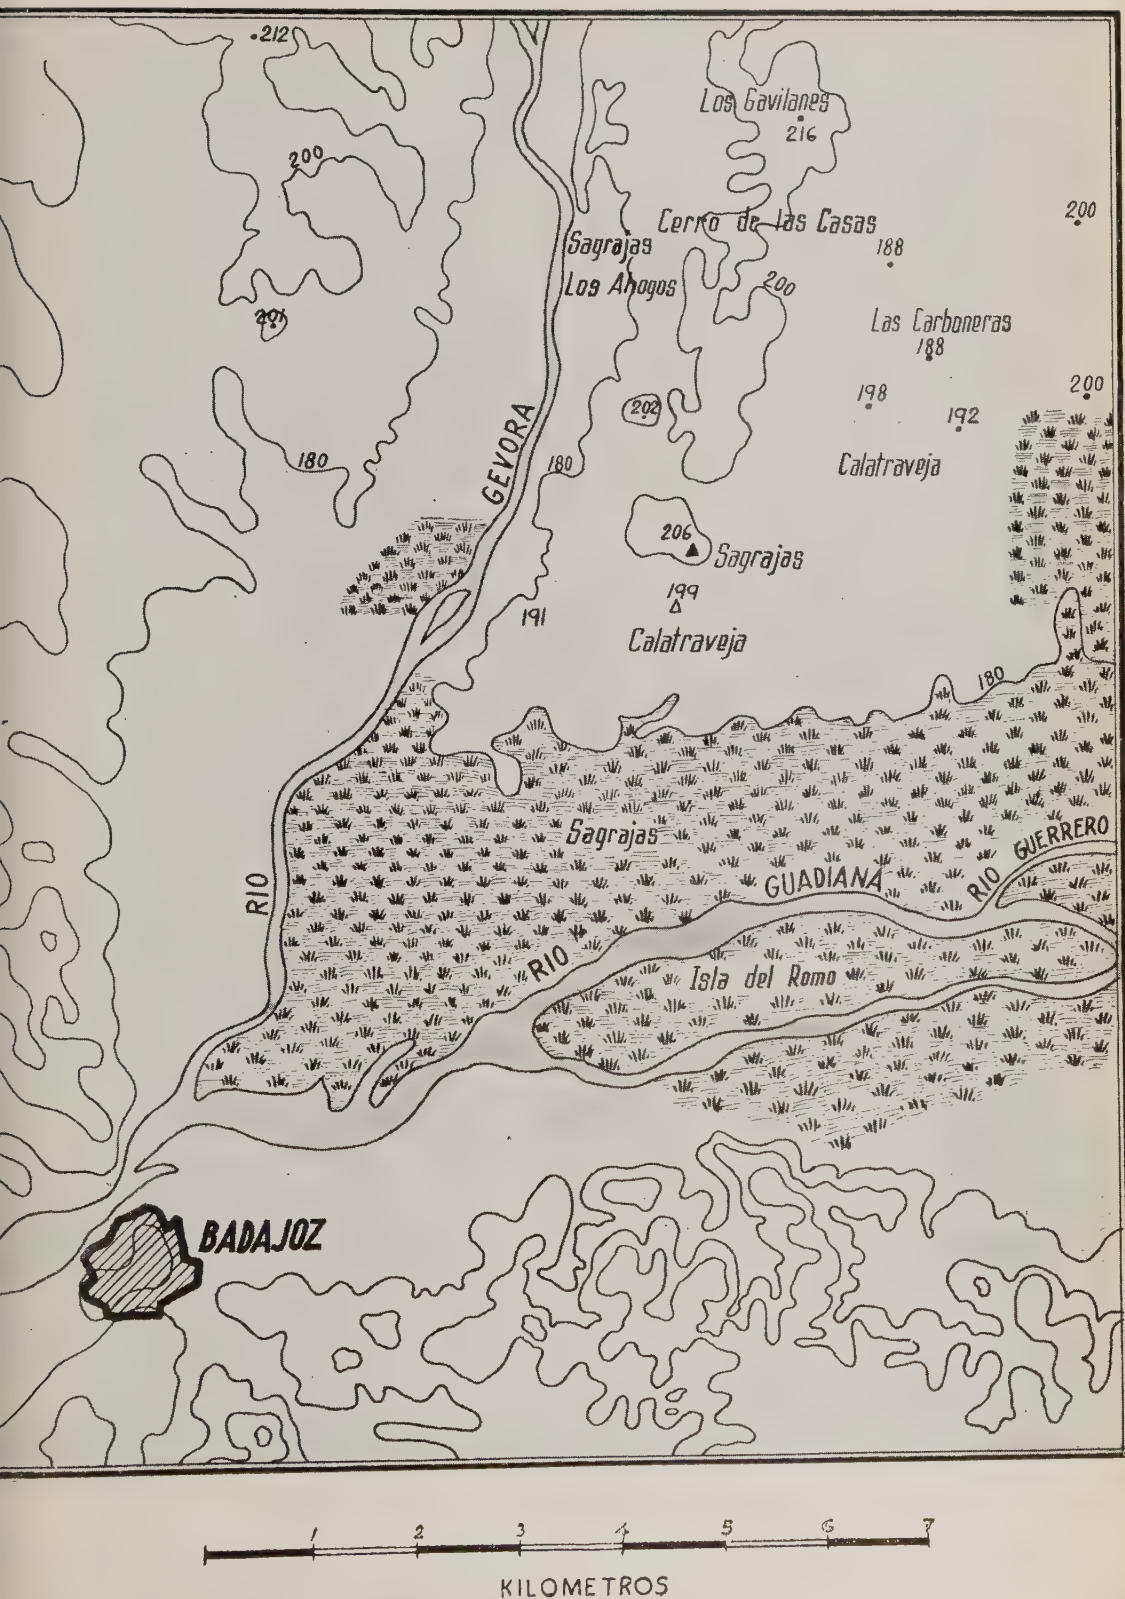 212
Los Gavilanes
216
200
200
Cerro de las Casas
Sagrajas
188
Los Ahogos
200
201
Las Carboneras
188
200
198
202
192
GEVORA
180
180
Calatraveja
206
Sagrajas
199
191
Calatraveja
180
Sagrajas
GUERRERO
RIO
GUADIANA
RIO
RIO
Isla del Romo
BADAJOZ
1 2 3 4 5 6 7
KILOMETROS